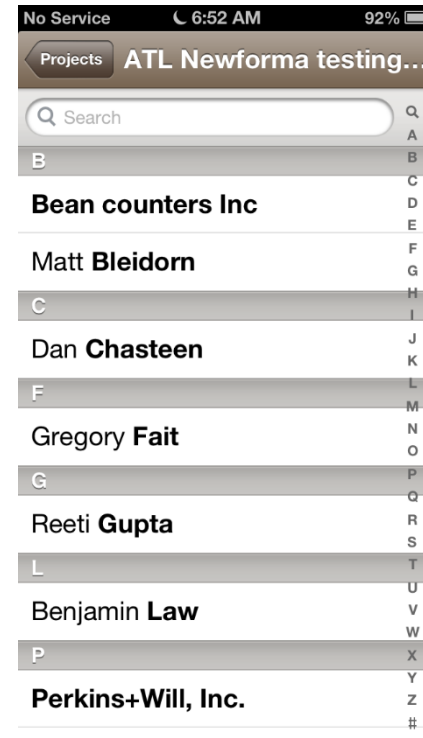 No Service 6:52 AM 92%
Projects ATL Newforma testing...
Search
B
Bean counters Inc
Matt Bleidorn
C
Dan Chasteen
F
Gregory Fait
G
Reeti Gupta
L
Benjamin Law
P
Perkins+Will, Inc.
A
B
C
D
E
F
G
H
I
J
K
L
M
N
O
P
Q
R
S
T
U
V
W
X
Y
Z
#